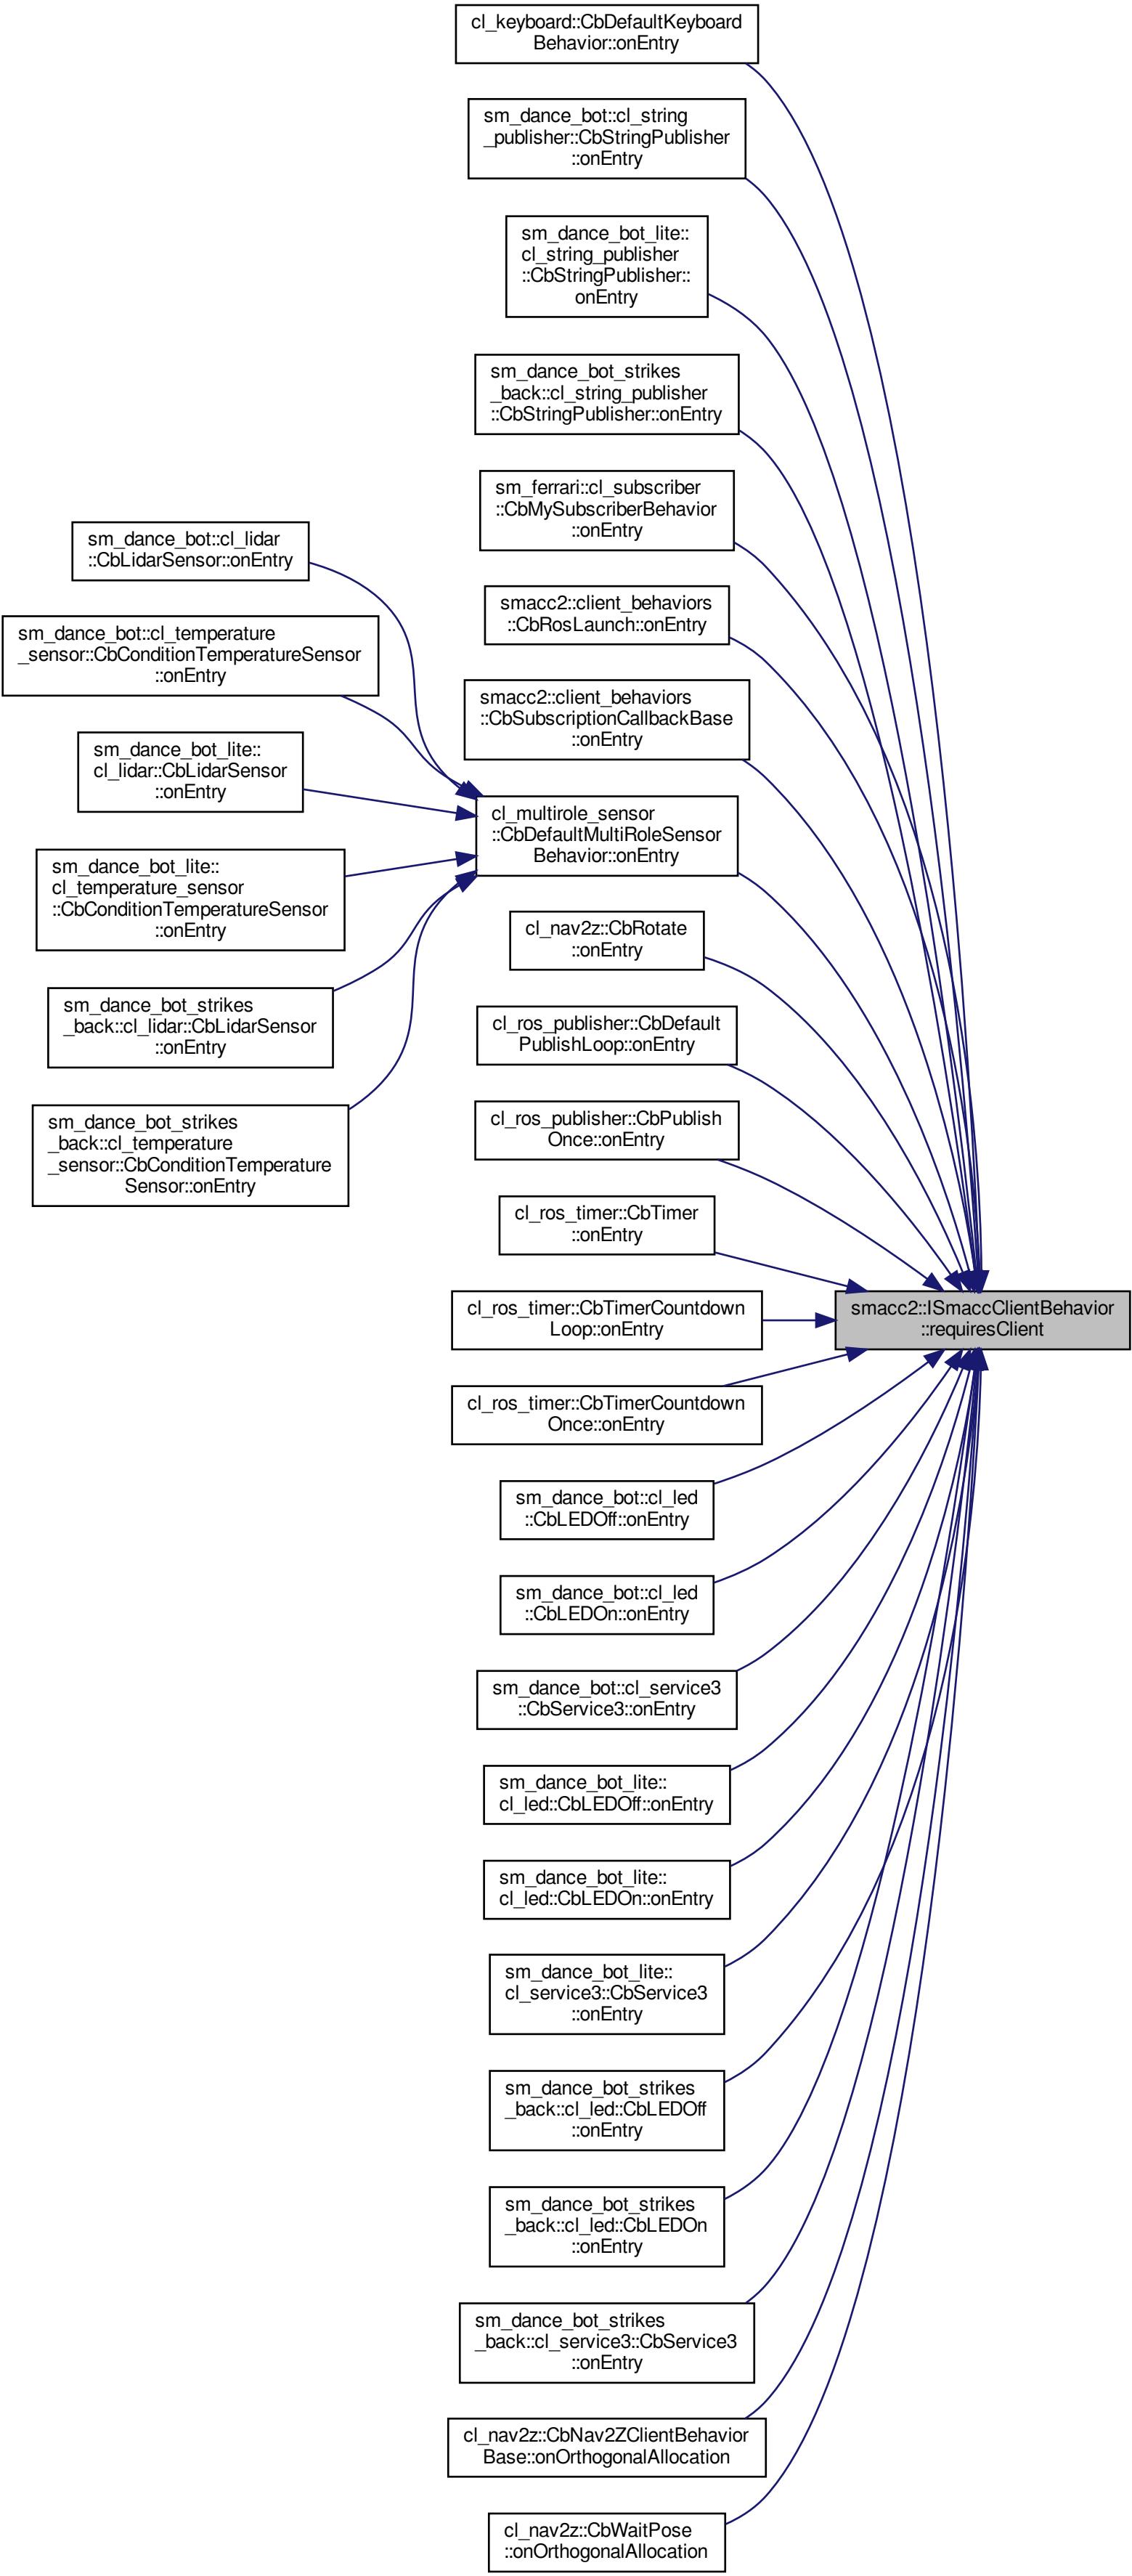 cl_keyboard::CbDefaultKeyboard
Behavior::onEntry
sm_dance_bot::cl_string
_publisher::CbStringPublisher
::onEntry
sm_dance_bot_lite::
cl_string_publisher
::CbStringPublisher::
onEntry
sm_dance_bot_strikes
_back::cl_string_publisher
::CbStringPublisher::onEntry
sm_ferrari::cl_subscriber
::CbMySubscriberBehavior
::onEntry
smacc2::client_behaviors
::CbRosLaunch::onEntry
smacc2::client_behaviors
::CbSubscriptionCallbackBase
::onEntry
cl_multirole_sensor
::CbDefaultMultiRoleSensor
Behavior::onEntry
sm_dance_bot::cl_lidar
::CbLidarSensor::onEntry
sm_dance_bot::cl_temperature
_sensor::CbConditionTemperatureSensor
::onEntry
sm_dance_bot_lite::
cl_lidar::CbLidarSensor
::onEntry
sm_dance_bot_lite::
cl_temperature_sensor
::CbConditionTemperatureSensor
::onEntry
sm_dance_bot_strikes
_back::cl_lidar::CbLidarSensor
::onEntry
sm_dance_bot_strikes
_back::cl_temperature
_sensor::CbConditionTemperature
Sensor::onEntry
cl_nav2z::CbRotate
::onEntry
cl_ros_publisher::CbDefault
PublishLoop::onEntry
cl_ros_publisher::CbPublish
Once::onEntry
cl_ros_timer::CbTimer
::onEntry
cl_ros_timer::CbTimerCountdown
Loop::onEntry
smacc2::ISmaccClientBehavior
::requiresClient
cl_ros_timer::CbTimerCountdown
Once::onEntry
sm_dance_bot::cl_led
::CbLEDOff::onEntry
sm_dance_bot::cl_led
::CbLEDOn::onEntry
sm_dance_bot::cl_service3
::CbService3::onEntry
sm_dance_bot_lite::
cl_led::CbLEDOff::onEntry
sm_dance_bot_lite::
cl_led::CbLEDOn::onEntry
sm_dance_bot_lite::
cl_service3::CbService3
::onEntry
sm_dance_bot_strikes
_back::cl_led::CbLEDOff
::onEntry
sm_dance_bot_strikes
_back::cl_led::CbLEDOn
::onEntry
sm_dance_bot_strikes
_back::cl_service3::CbService3
::onEntry
cl_nav2z::CbNav2ZClientBehavior
Base::onOrthogonalAllocation
cl_nav2z::CbWaitPose
::onOrthogonalAllocation